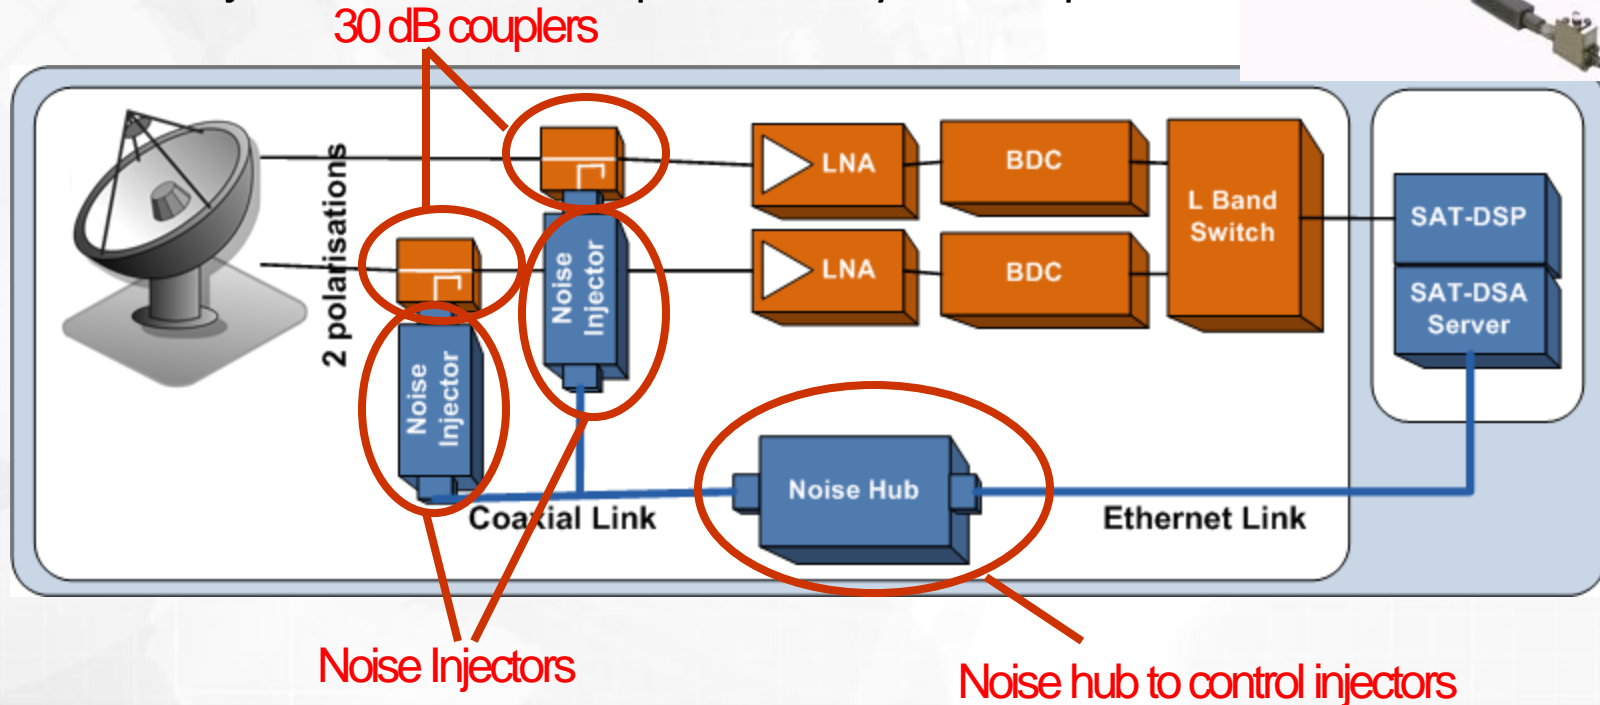 30 dB couplers
2 polarisations
LNA
BDC
L Band
Switch
SAT-DSP
Noise
Injector
LNA
BDC
SAT-DSA
Server
Noise
Injector
Noise Hub
Coaxial Link
Ethernet Link
Noise Injectors
Noise hub to control injectors